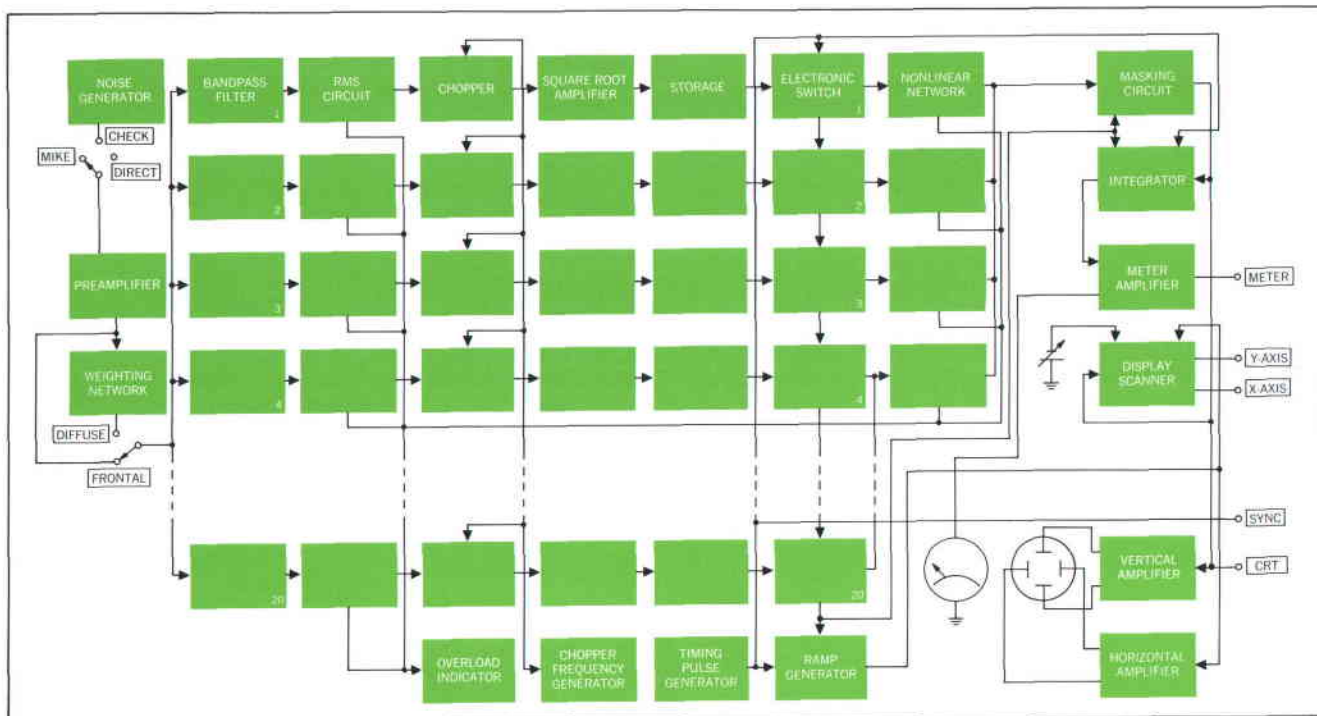 NOISE
GENERATOR
BANDPASS
FILTER
1
RMS
CIRCUIT
CHOPPER
SQUARE ROOT
AMPLIFIER
STORAGE
ELECTRONIC
SWITCH
1
NONLINEAR
NETWORK
MASKING
CIRCUIT
CHECK
MIKE
DIRECT
2
2
INTEGRATOR
PREAMPLIFIER
3
3
METER
AMPLIFIER
METER
WEIGHTING
NETWORK
4
4
DISPLAY
SCANNER
Y-AXIS
X-AXIS
DIFFUSE
FRONTAL
SYNC
20
20
VERTICAL
AMPLIFIER
CRT
OVERLOAD
INDICATOR
CHOPPER
FREQUENCY
GENERATOR
TIMING
PULSE
GENERATOR
RAMP
GENERATOR
HORIZONTAL
AMPLIFIER